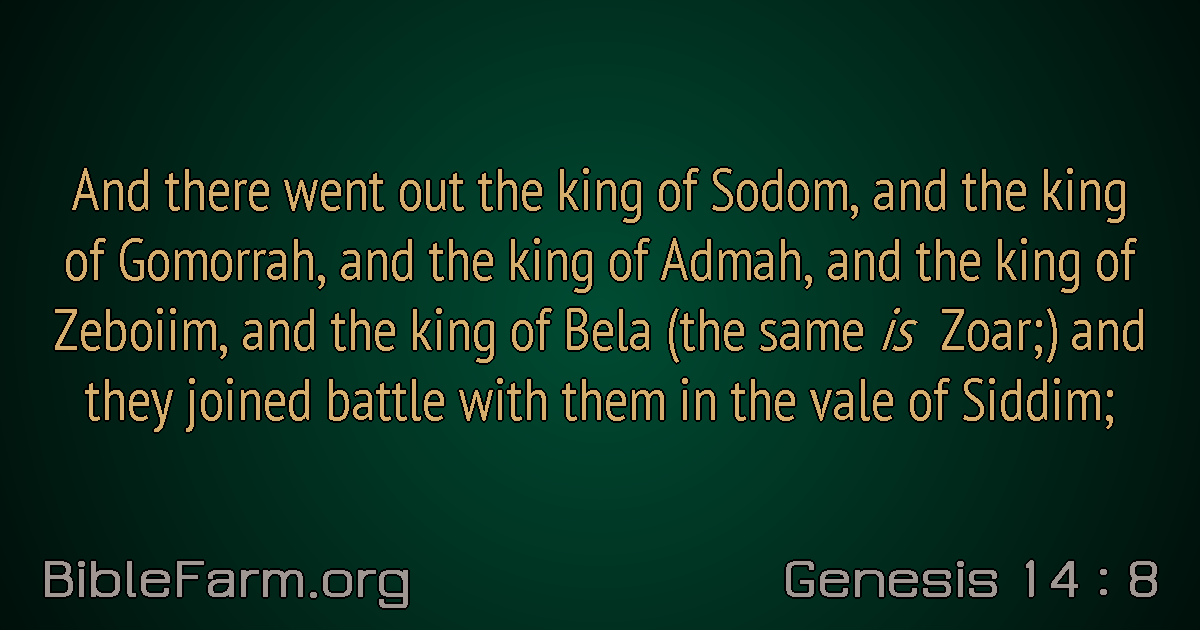 And there went out the king of Sodom, and the king
of Gomorrah, and the king of Admah, and the king of
Zeboiim, and the king of Bela (the same is Zoar;) and
they joined battle with them in the vale of Siddim;
BibleFarm.org
Genesis 14 : 8